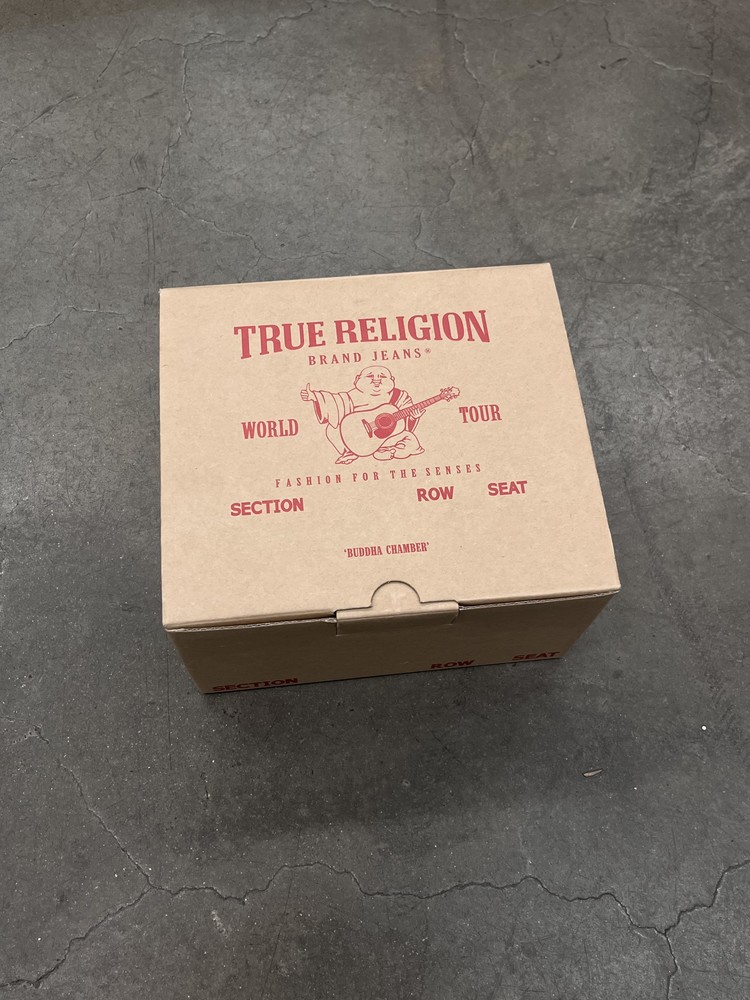 TRUE RELIGION
BRAND JEANS®
WORLD TOUR
FASHION FOR THE SENSES
SECTION ROW SEAT
'BUDDHA CHAMBER'
SECTION ROW SEAT